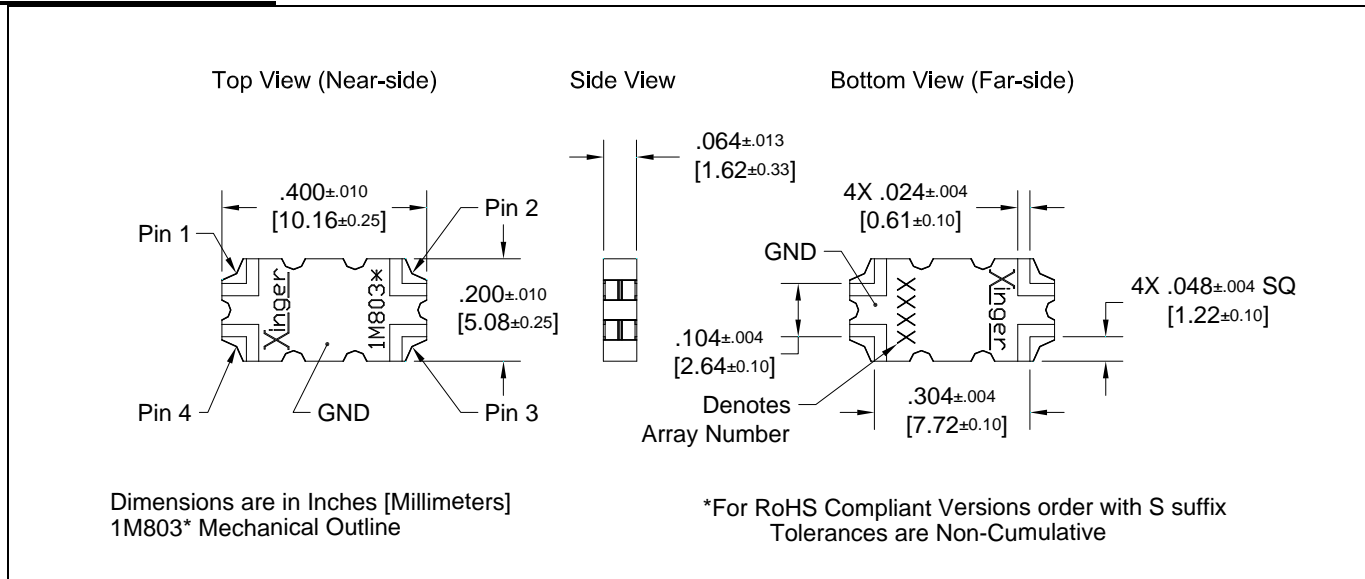 Top View (Near-side)
Side View
Bottom View (Far-side)
.064±.013
[1.62±0.33]
.400±.010
[10.16±0.25]
Pin 1
Pin 2
4X .024±.004
[0.61±0.10]
GND
Xinger
1M803*
.200±.010
[5.08±0.25]
XXXX
Xinger
4X .048±.004 SQ
[1.22±0.10]
.104±.004
[2.64±0.10]
Pin 4
GND
Pin 3
Denotes
Array Number
.304±.004
[7.72±0.10]
Dimensions are in Inches [Millimeters]
1M803* Mechanical Outline
*For RoHS Compliant Versions order with S suffix
Tolerances are Non-Cumulative